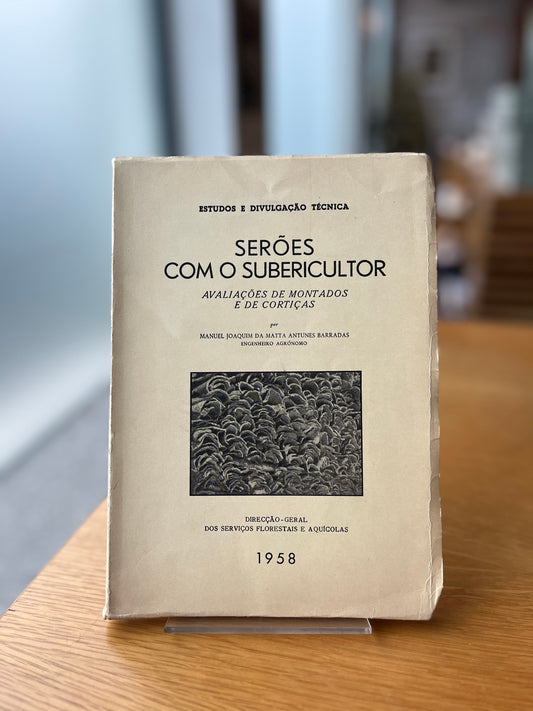 ESTUDOS E DIVULGAÇÃO TÉCNICA
SERÕES
COM O SUBERICULTOR
AVALIAÇÕES DE MONTADOS
E DE CORTIÇAS
por
MANUEL JOAQUIM DA MATTA ANTUNES BARRADAS
ENGENHEIRO AGRÓNOMO
DIRECÇÃO-GERAL
DOS SERVIÇOS FLORESTAIS E AQUÍCOLAS
1958